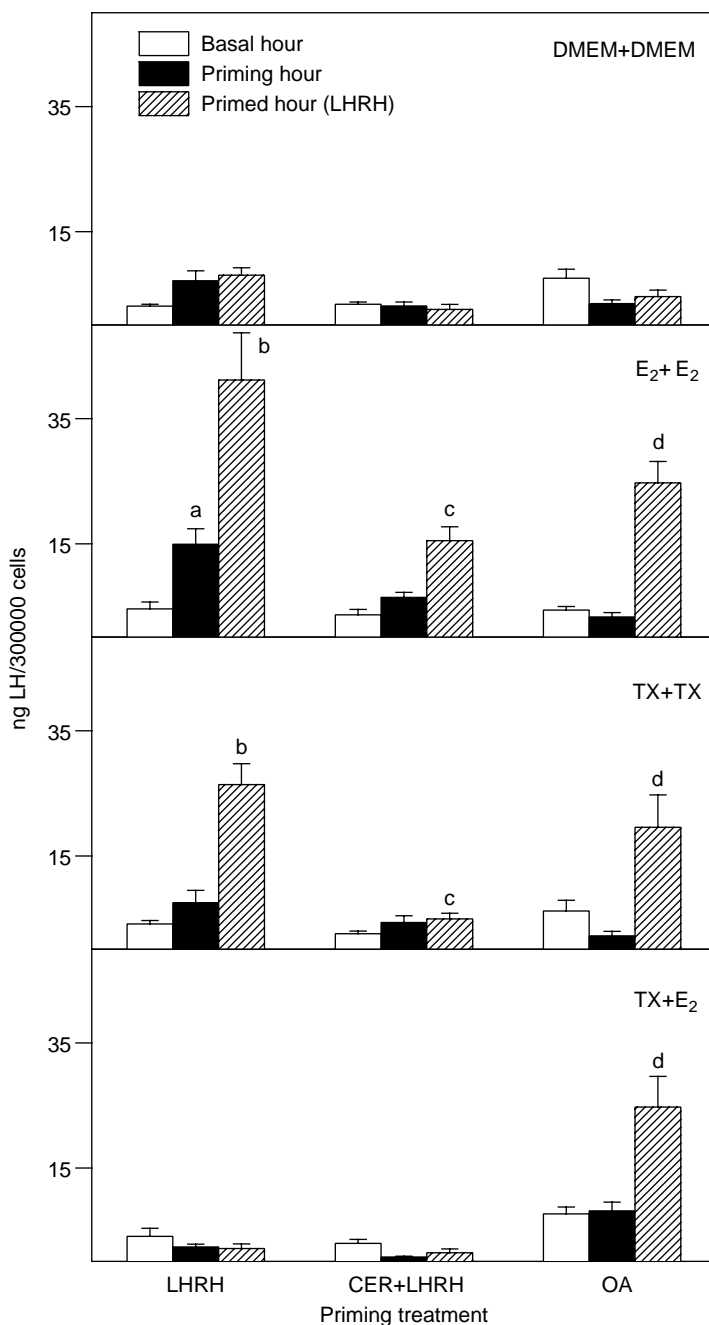 Basal hour
Priming hour
Primed hour (LHRH)
DMEM+DMEM
35
15
b
E₂+ E₂
35
d
a
c
15
TX+TX
35
b
d
15
c
TX+E₂
35
d
15
ng LH/300000 cells
LHRH
CER+LHRH
OA
Priming treatment